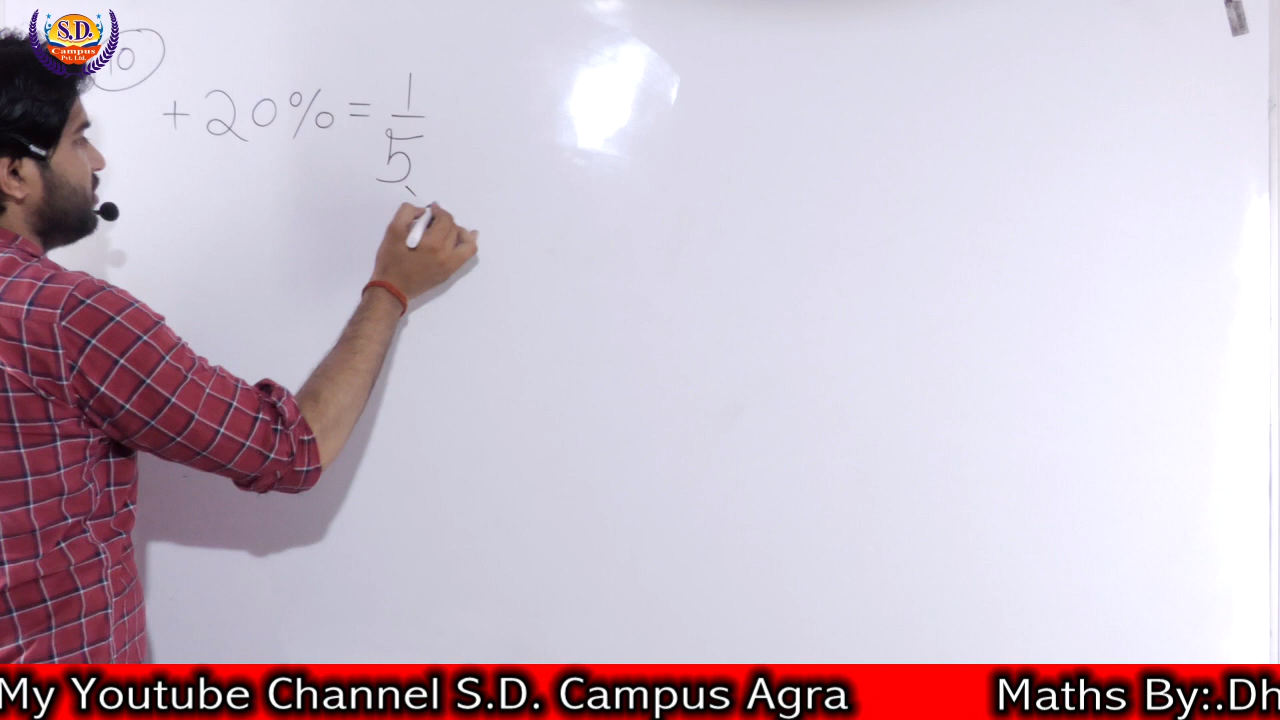 S.D.
Campus
Pvt. Ltd.
+20% = 1/5
My Youtube Channel S.D. Campus Agra Maths By:.Dh